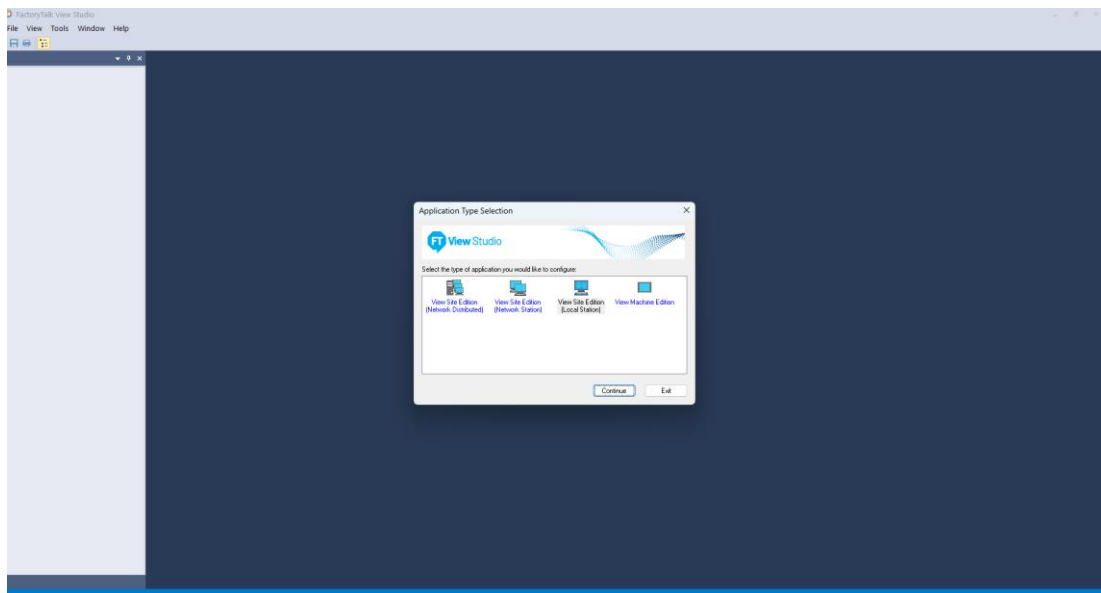 FactoryTalk View Studio
File View Tools Window Help
Application Type Selection
FT View Studio
Select the type of application you would like to configure:
View Site Edition (Network Distributed)
View Site Edition (Network Station)
View Site Edition (Local Station)
View Machine Edition
Continue Exit